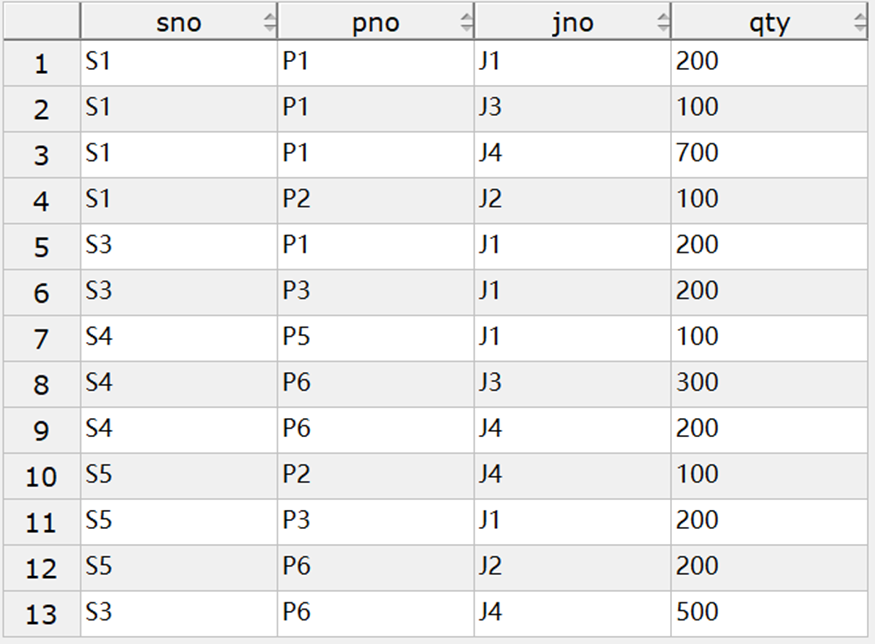 sno pno jno qty
1 S1 P1 J1 200
2 S1 P1 J3 100
3 S1 P1 J4 700
4 S1 P2 J2 100
5 S3 P1 J1 200
6 S3 P3 J1 200
7 S4 P5 J1 100
8 S4 P6 J3 300
9 S4 P6 J4 200
10 S5 P2 J4 100
11 S5 P3 J1 200
12 S5 P6 J2 200
13 S3 P6 J4 500